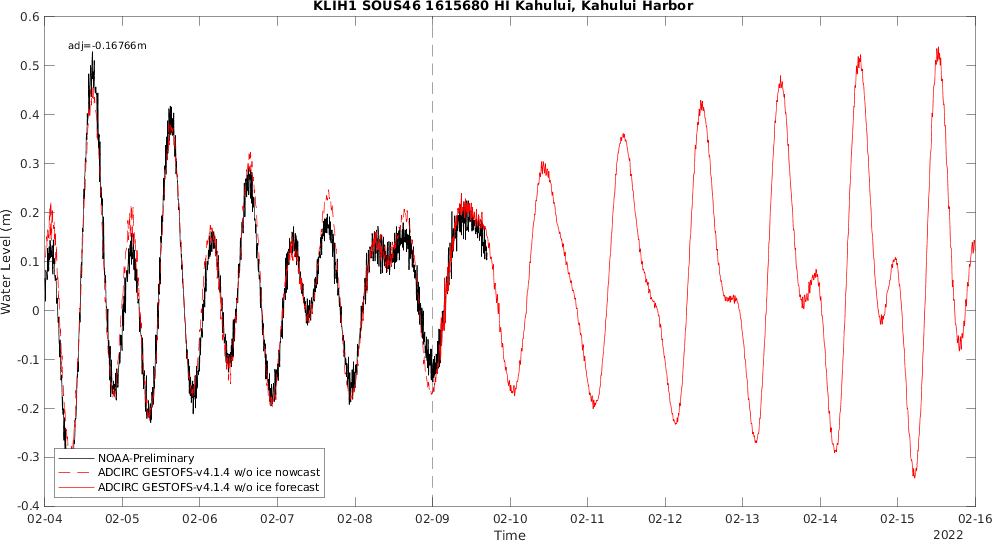 KLIH1 SOUS46 1615680 HI Kahului, Kahului Harbor
adj=-0.16766m
0.6
0.5
0.4
0.3
0.2
0.1
0
-0.1
-0.2
-0.3
-0.4
Water Level (m)
NOAA-Preliminary
ADCIRC GESTOFS-v4.1.4 w/o ice nowcast
ADCIRC GESTOFS-v4.1.4 w/o ice forecast
02-04 02-05 02-06 02-07 02-08 02-09 02-10 02-11 02-12 02-13 02-14 02-15 02-16
Time
2022